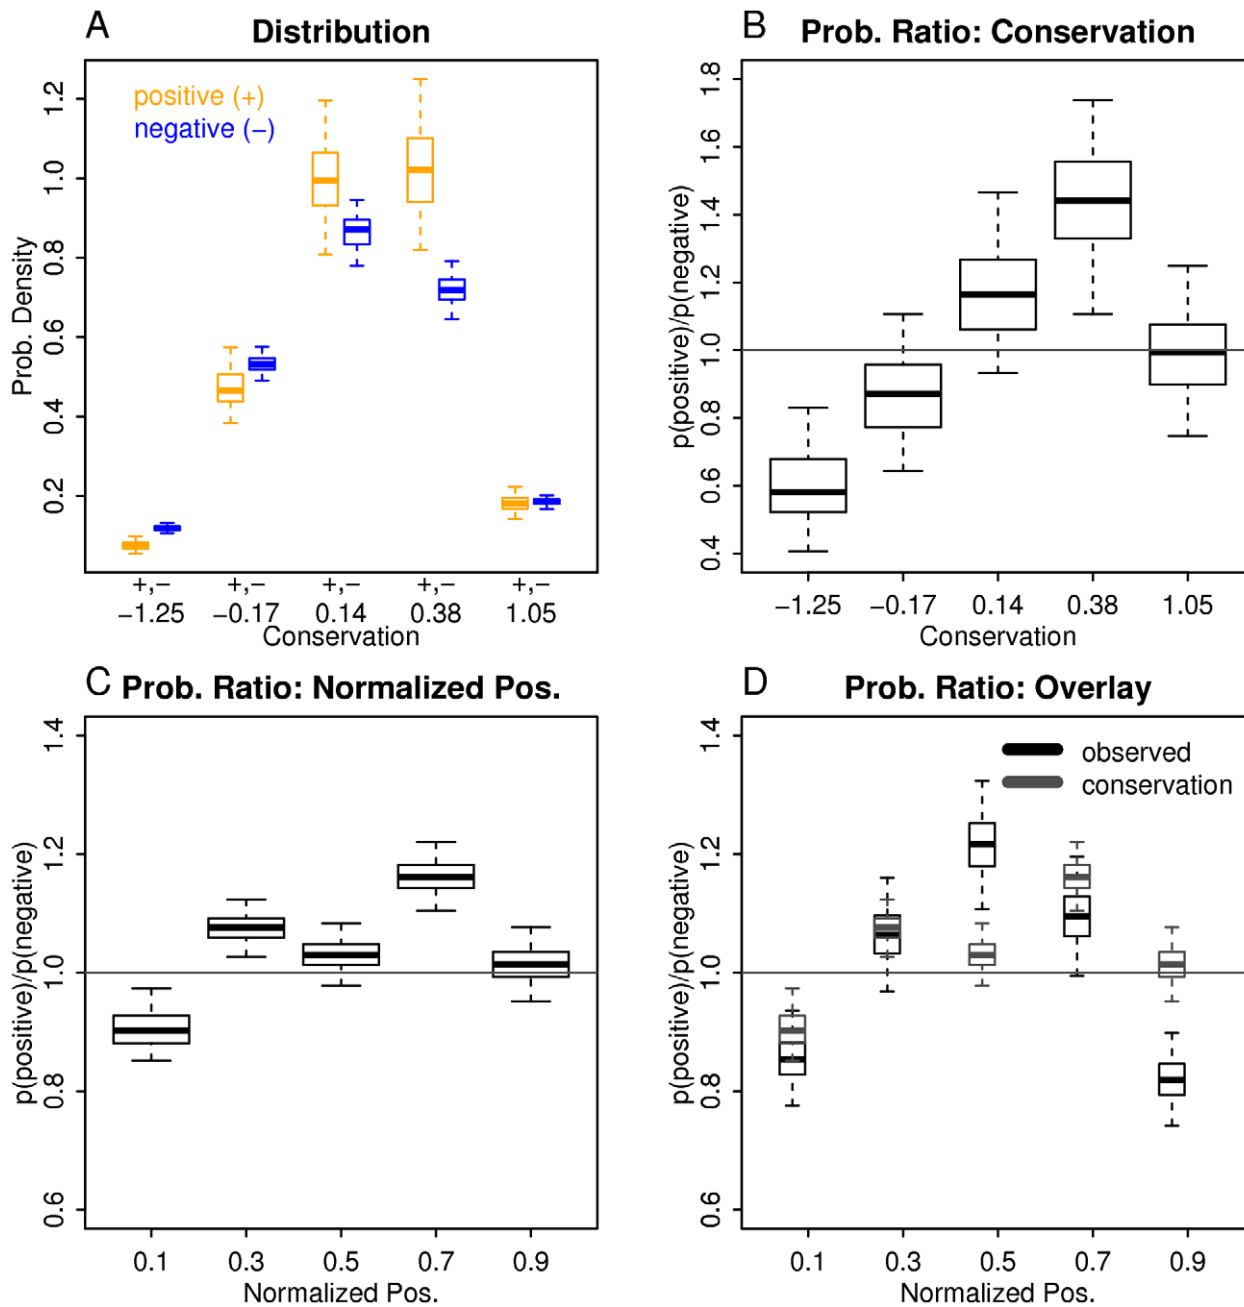 A Distribution
positive (+)
negative (−)
Prob. Density
0.2 0.4 0.6 0.8 1.0 1.2
+,− +,− +,− +,− +,−
−1.25 −0.17 0.14 0.38 1.05
Conservation
B Prob. Ratio: Conservation
p(positive)/p(negative)
0.4 0.6 0.8 1.0 1.2 1.4 1.6 1.8
−1.25 −0.17 0.14 0.38 1.05
Conservation
C Prob. Ratio: Normalized Pos.
p(positive)/p(negative)
0.6 0.8 1.0 1.2 1.4
0.1 0.3 0.5 0.7 0.9
Normalized Pos.
D Prob. Ratio: Overlay
observed
conservation
p(positive)/p(negative)
0.6 0.8 1.0 1.2 1.4
0.1 0.3 0.5 0.7 0.9
Normalized Pos.